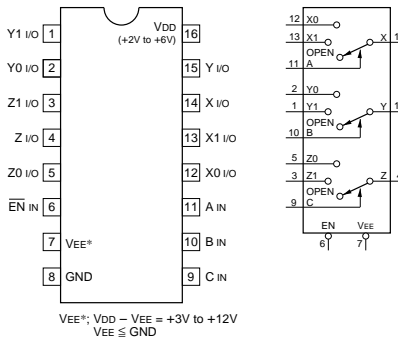 Y1 I/O 1
Y0 I/O 2
Z1 I/O 3
Z I/O 4
Z0 I/O 5
EN IN 6
7 VEE*
8 GND
VDD 16
(+2V to +6V)
15 Y I/O
14 X I/O
13 X1 I/O
12 X0 I/O
11 A IN
10 B IN
9 C IN
VEE*; VDD – VEE = +3V to +12V
VEE ≦ GND
12 X0
13 X1 X
OPEN
11 A
2 Y0
1 Y1 Y
OPEN
10 B
5 Z0
3 Z1 Z
OPEN
9 C
EN VEE
6 7